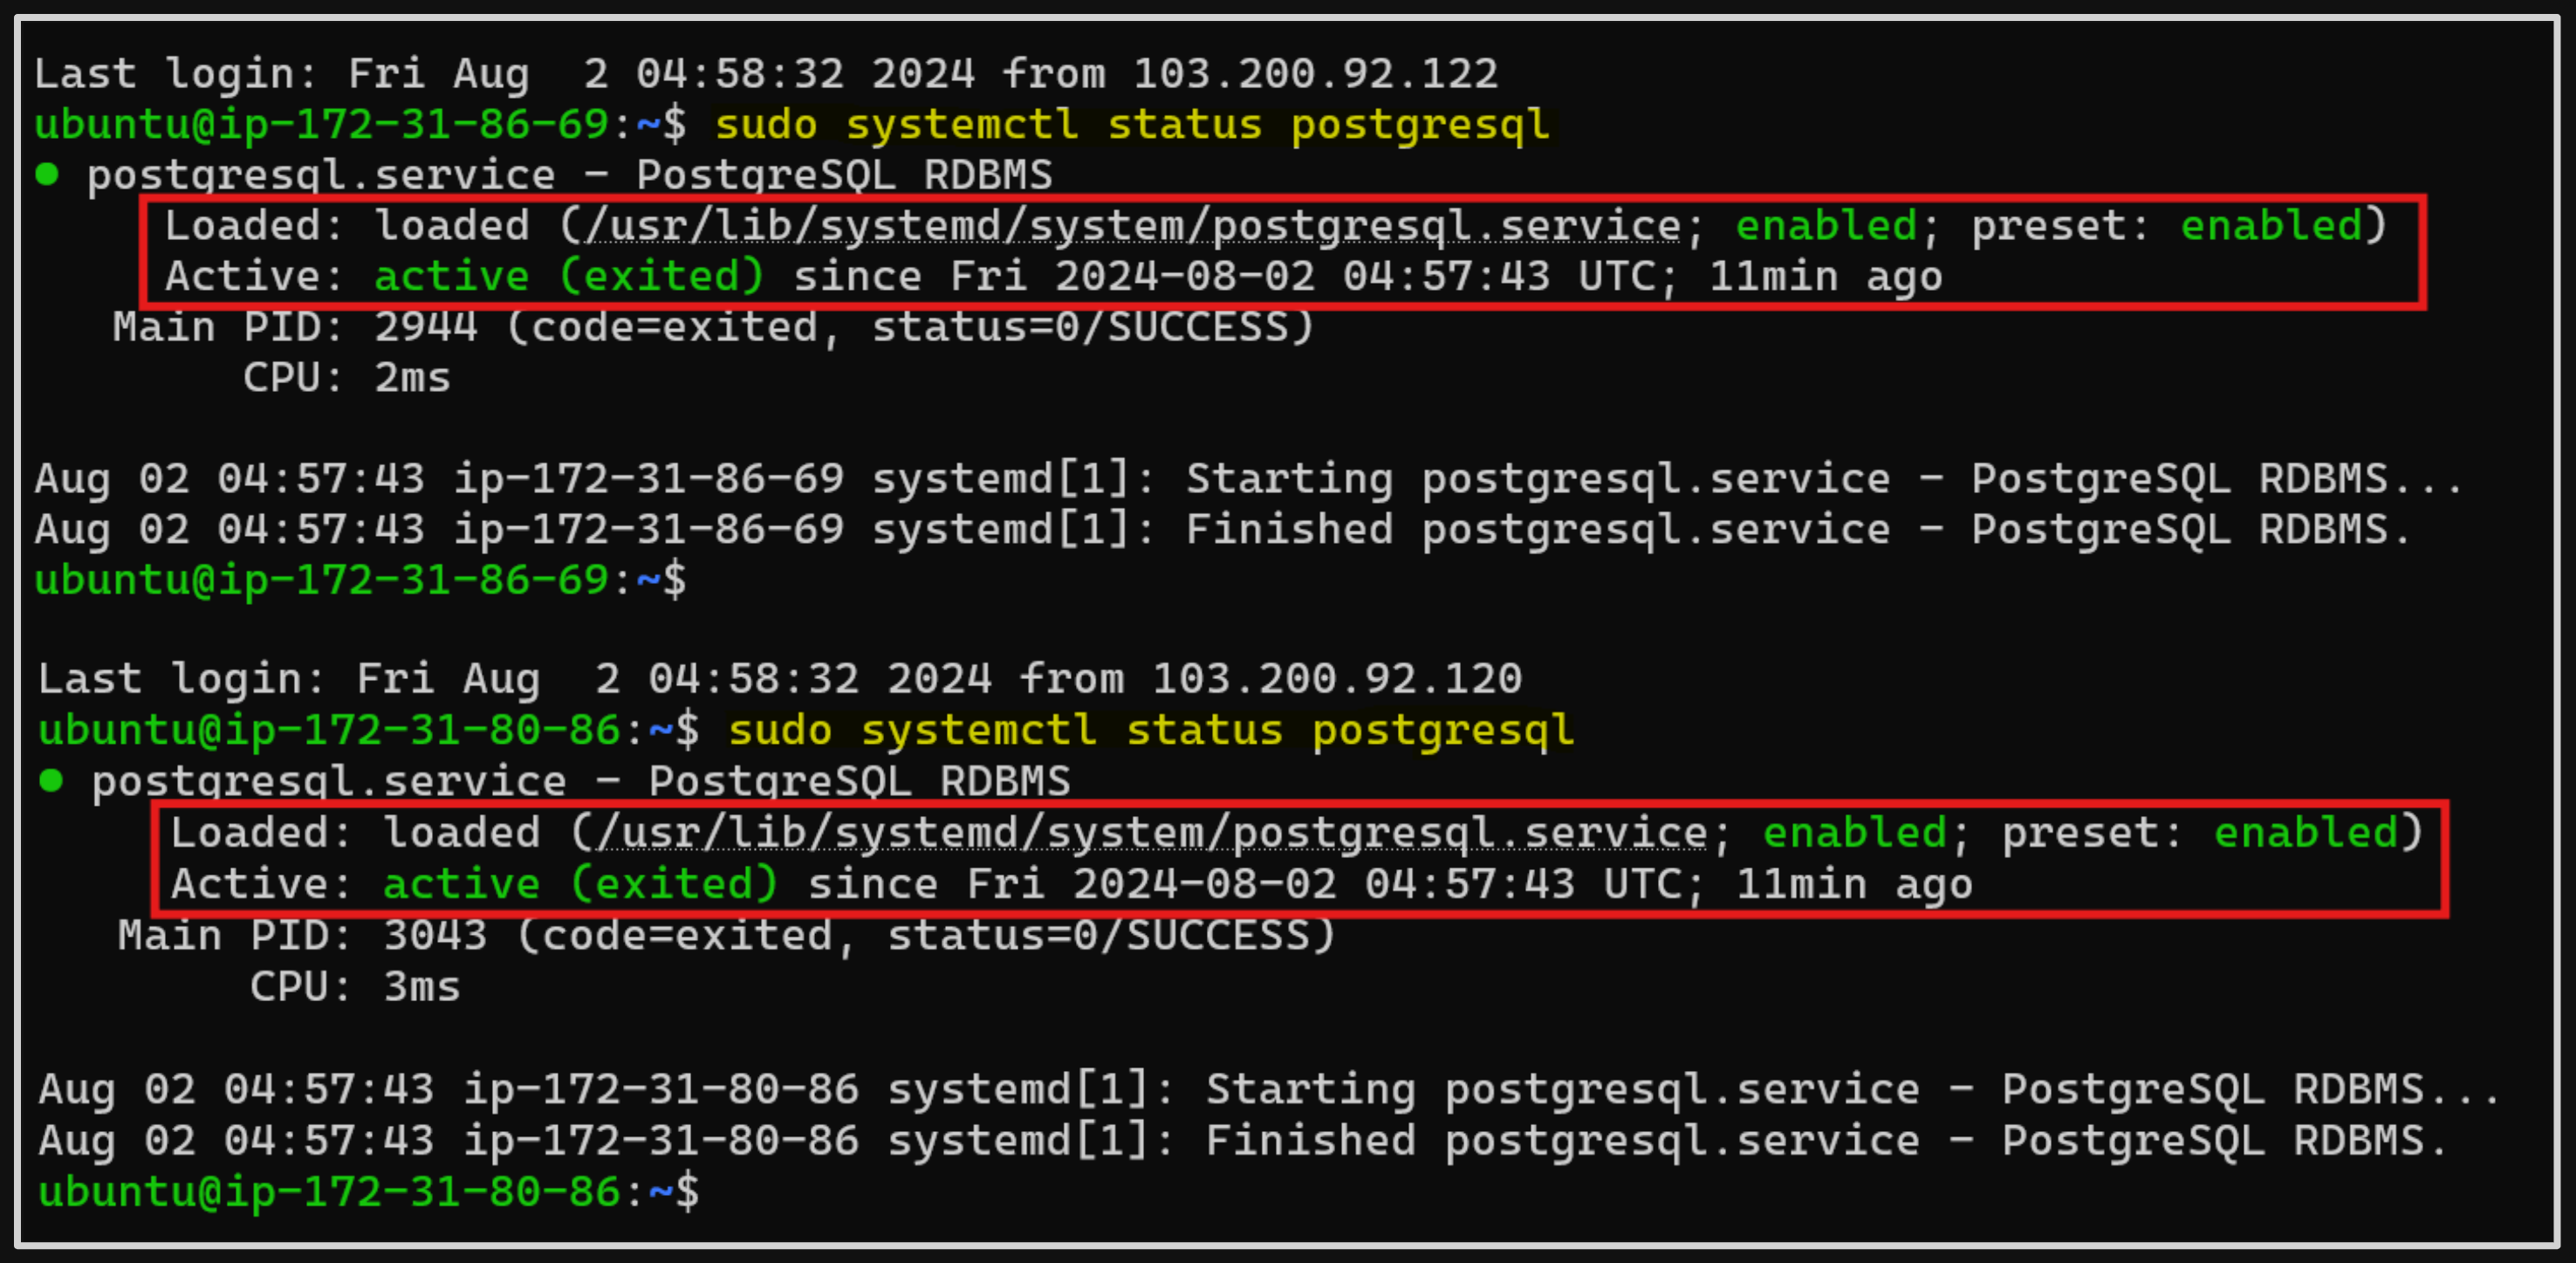 Last login: Fri Aug  2 04:58:32 2024 from 103.200.92.122
ubuntu@ip-172-31-86-69:~$ sudo systemctl status postgresql
● postgresql.service - PostgreSQL RDBMS
Loaded: loaded (/usr/lib/systemd/system/postgresql.service; enabled; preset: enabled)
Active: active (exited) since Fri 2024-08-02 04:57:43 UTC; 11min ago
Main PID: 2944 (code=exited, status=0/SUCCESS)
CPU: 2ms
Aug 02 04:57:43 ip-172-31-86-69 systemd[1]: Starting postgresql.service - PostgreSQL RDBMS...
Aug 02 04:57:43 ip-172-31-86-69 systemd[1]: Finished postgresql.service - PostgreSQL RDBMS.
ubuntu@ip-172-31-86-69:~$
Last login: Fri Aug  2 04:58:32 2024 from 103.200.92.120
ubuntu@ip-172-31-80-86:~$ sudo systemctl status postgresql
● postgresql.service - PostgreSQL RDBMS
Loaded: loaded (/usr/lib/systemd/system/postgresql.service; enabled; preset: enabled)
Active: active (exited) since Fri 2024-08-02 04:57:43 UTC; 11min ago
Main PID: 3043 (code=exited, status=0/SUCCESS)
CPU: 3ms
Aug 02 04:57:43 ip-172-31-80-86 systemd[1]: Starting postgresql.service - PostgreSQL RDBMS...
Aug 02 04:57:43 ip-172-31-80-86 systemd[1]: Finished postgresql.service - PostgreSQL RDBMS.
ubuntu@ip-172-31-80-86:~$